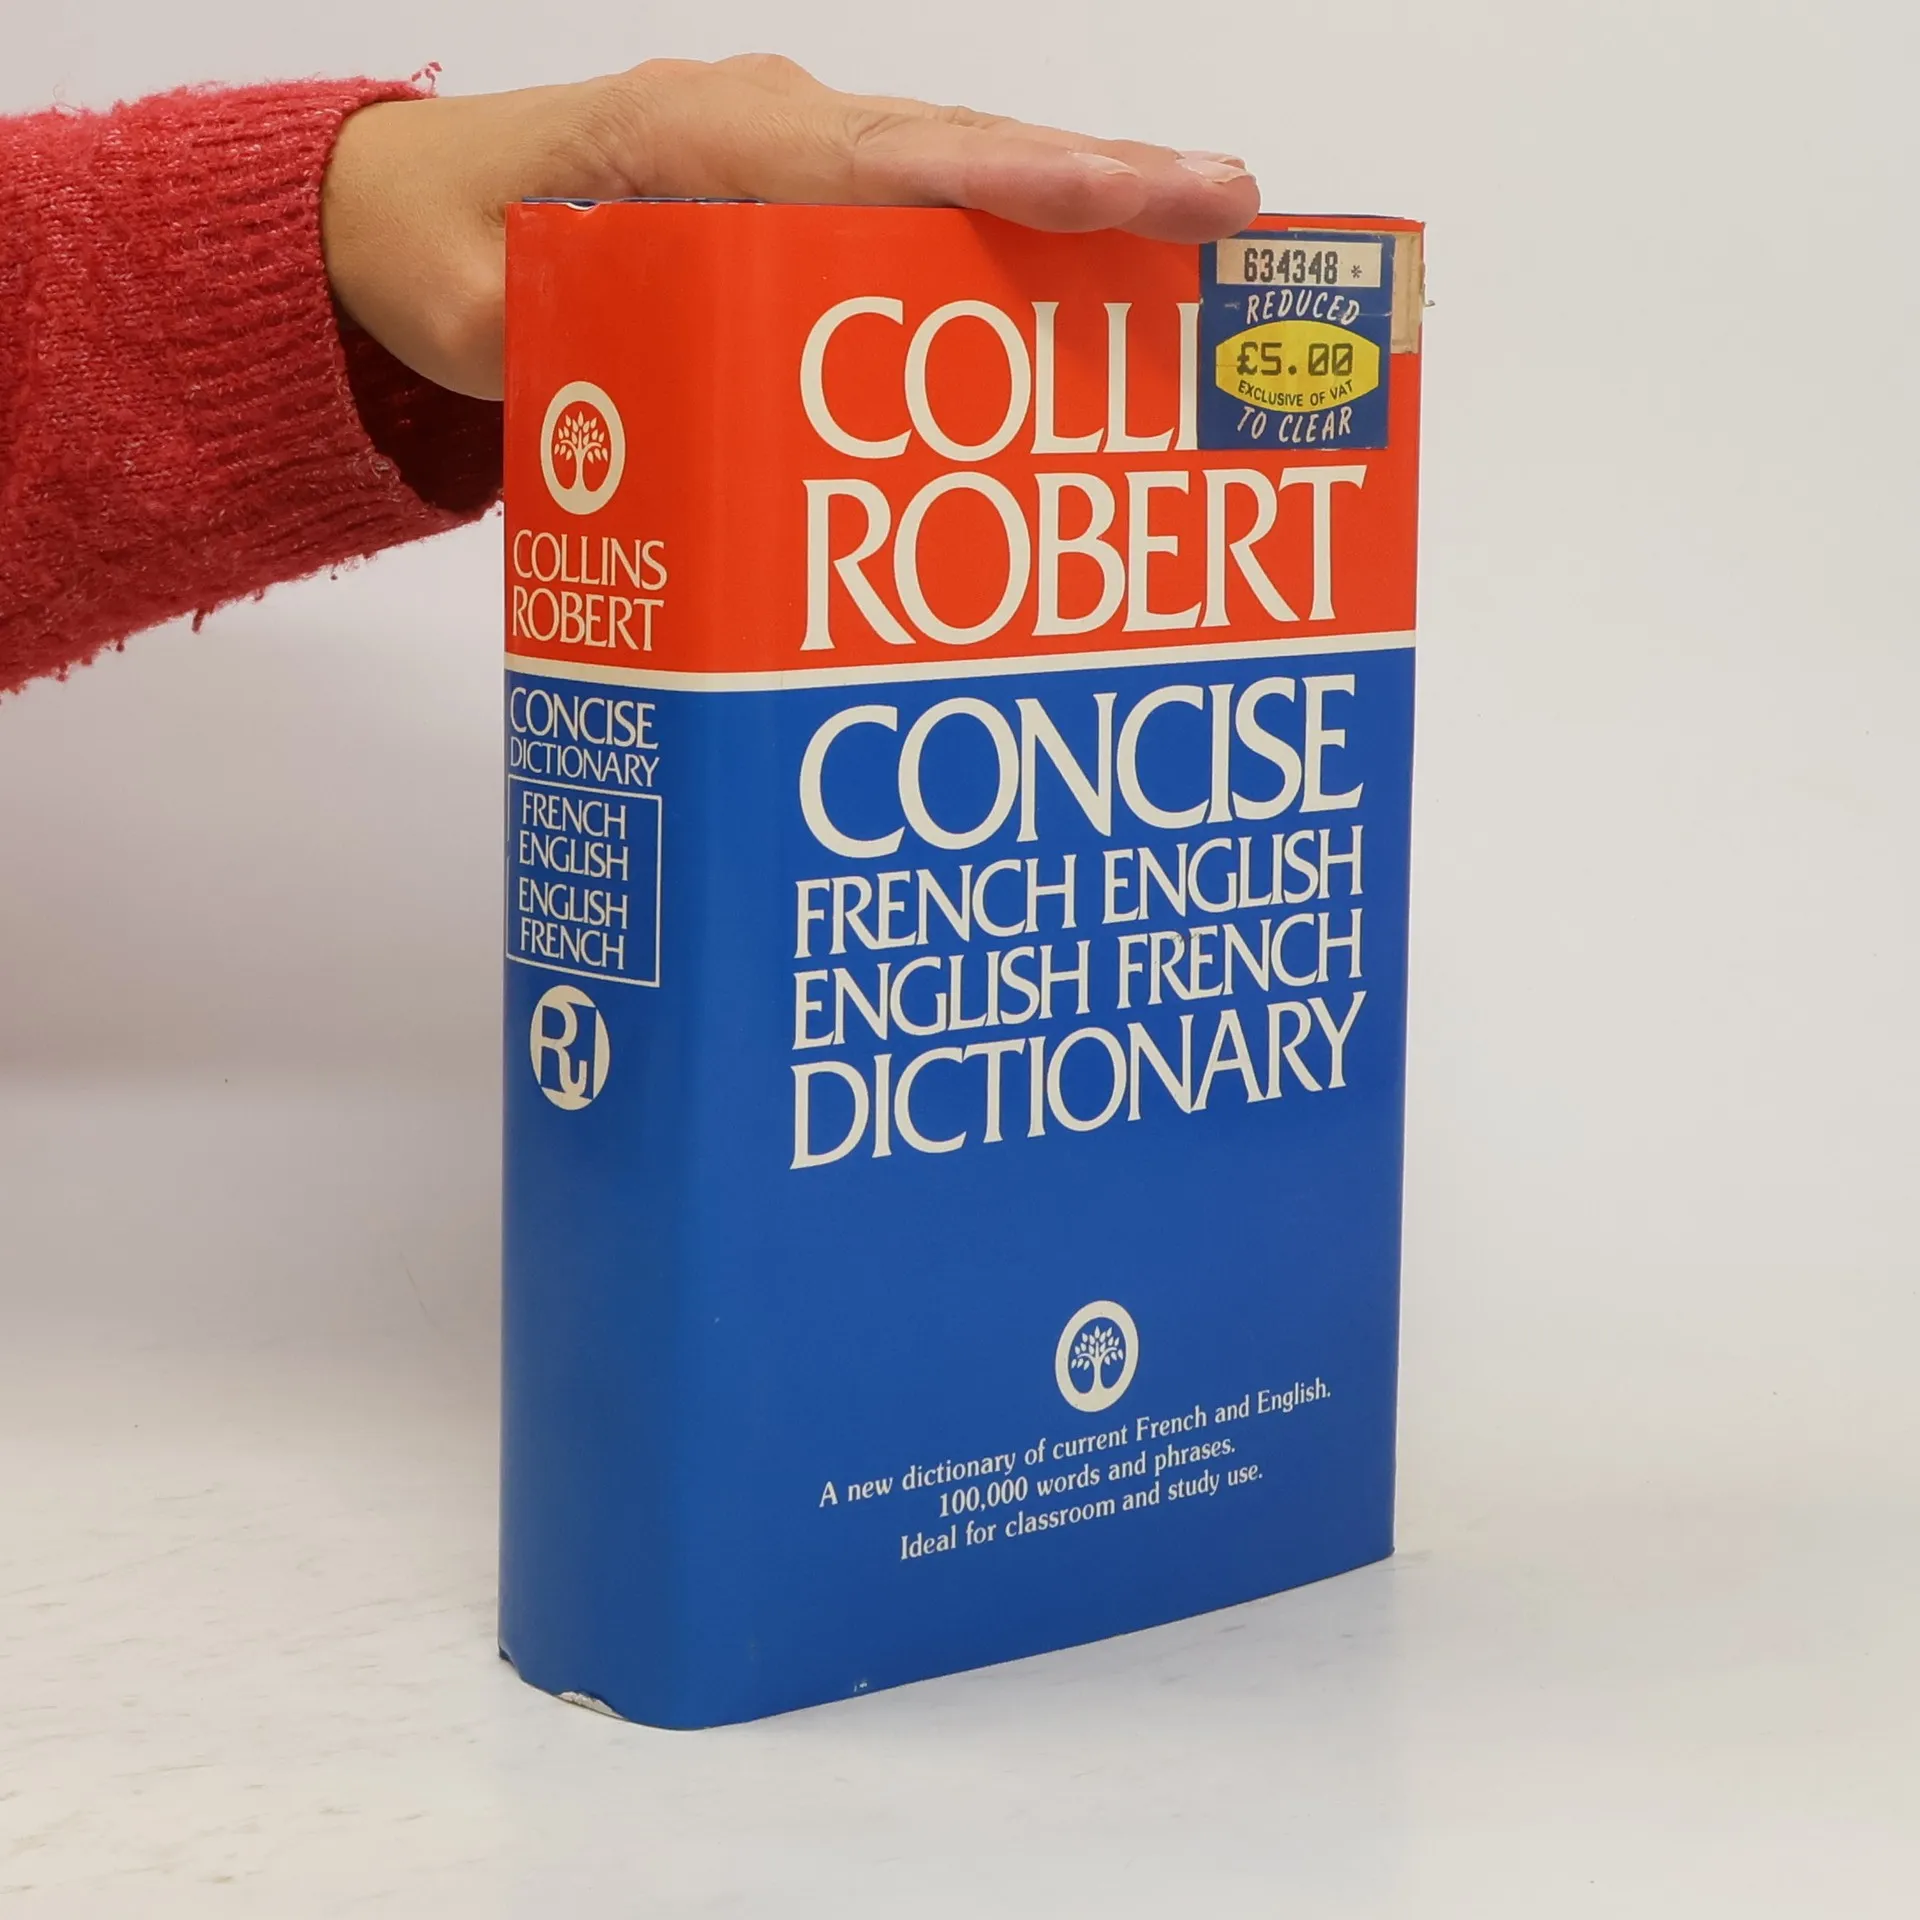 COLLINS
ROBERT
CONCISE
DICTIONARY
FRENCH
ENGLISH
ENGLISH
FRENCH
COLLI
ROBERT
634348 *
REDUCED
£5.00
EXCLUSIVE OF VAT
TO CLEAR
CONCISE
FRENCH ENGLISH
ENGLISH FRENCH
DICTIONARY
A new dictionary of current French and English.
100,000 words and phrases.
Ideal for classroom and study use.